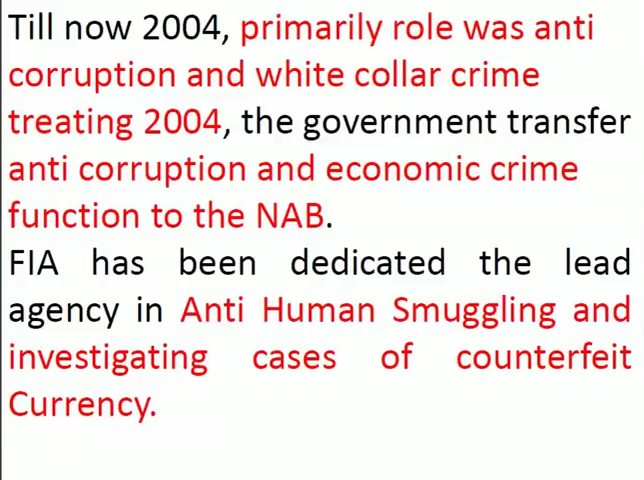 Till now 2004, primarily role was anti
corruption and white collar crime
treating 2004, the government transfer
anti corruption and economic crime
function to the NAB.
FIA has been dedicated the lead
agency in Anti Human Smuggling and
investigating cases of counterfeit
Currency.